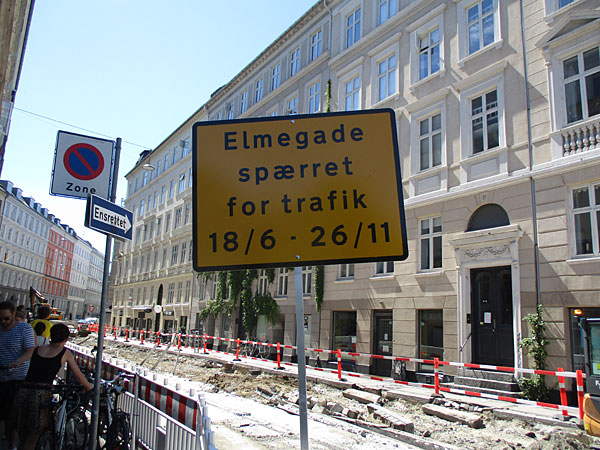 Elmegade
spærret
for trafik
18/6 - 26/11
Zone
Ensrettet